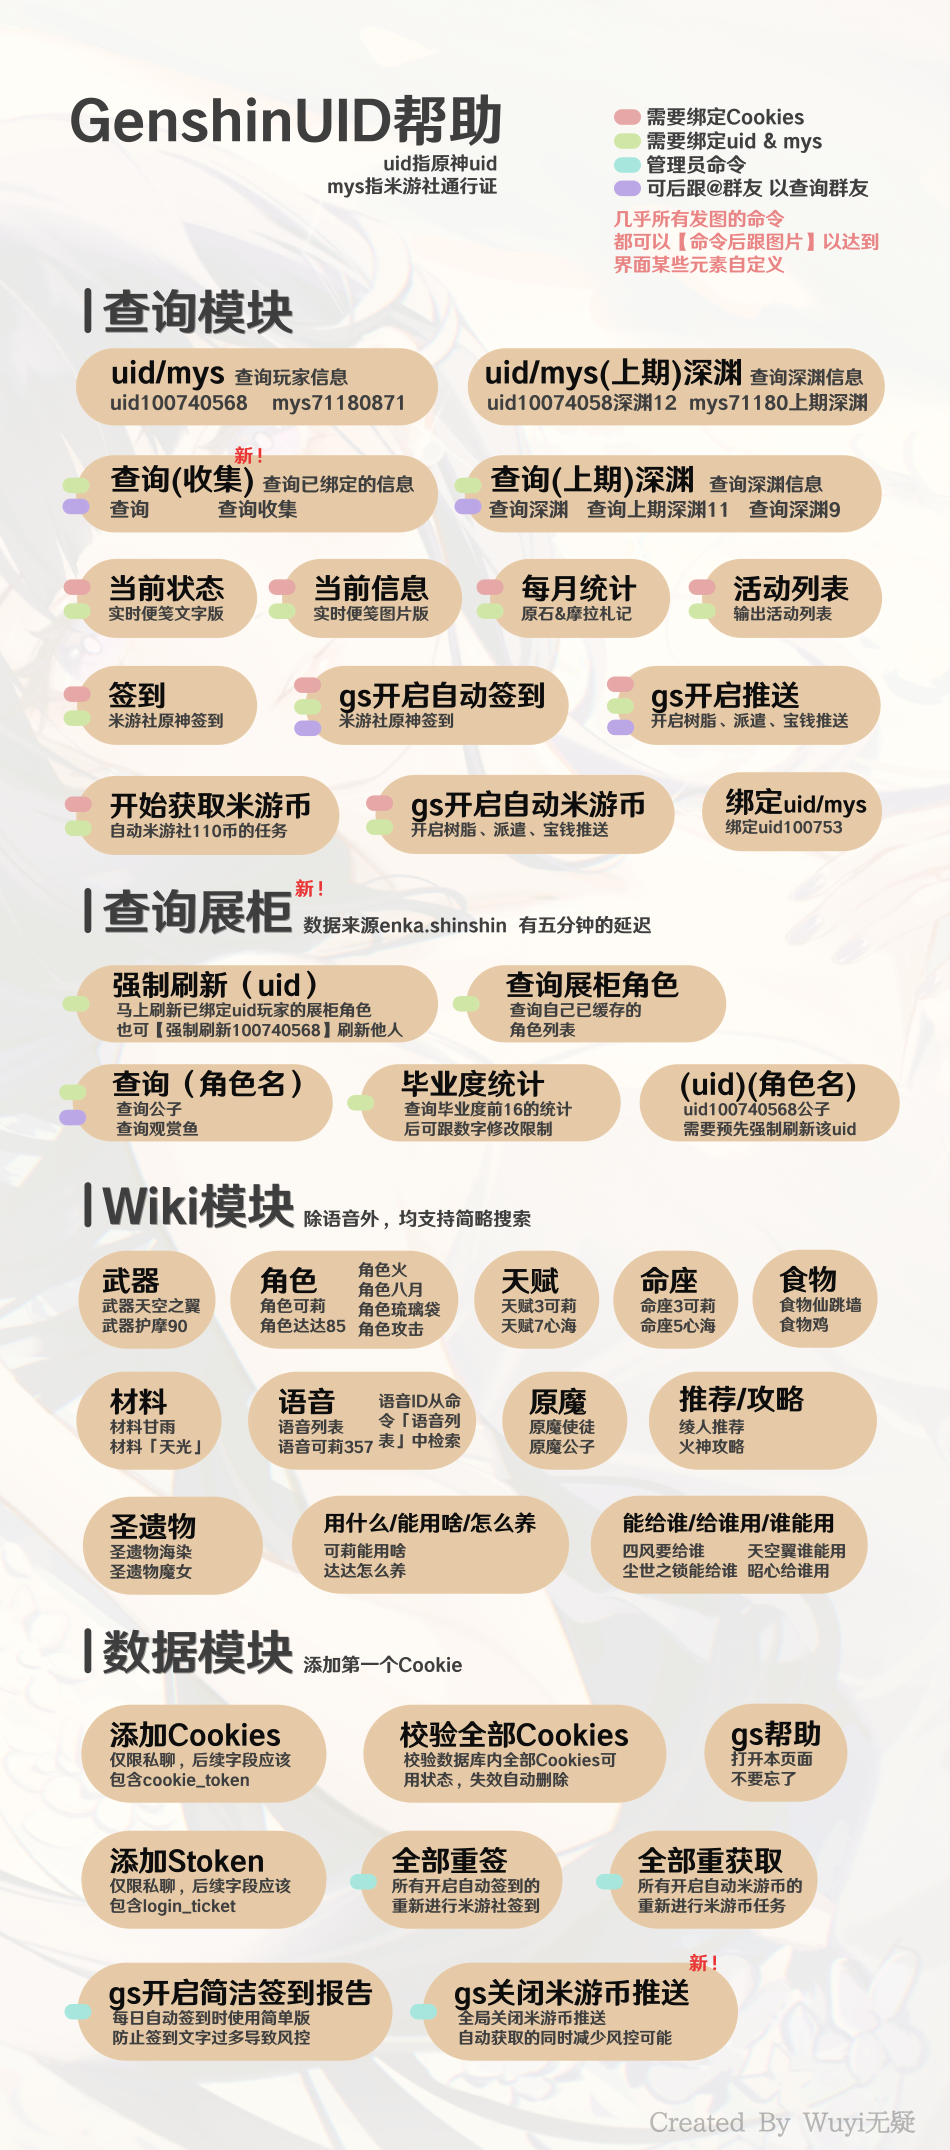 GenshinUID帮助
uid指原神uid
mys指米游社通行证
需要绑定Cookies
需要绑定uid & mys
管理员命令
可后跟@群友 以查询群友
几乎所有发图的命令
都可以【命令后跟图片】以达到
界面某些元素自定义
查询模块
uid/mys 查询玩家信息
uid100740568 mys71180871
uid/mys(上期)深渊 查询深渊信息
uid10074058深渊12 mys71180上期深渊
新!
查询(收集) 查询已绑定的信息
查询 查询收集
查询(上期)深渊 查询深渊信息
查询深渊 查询上期深渊11 查询深渊9
当前状态
实时便笺文字版
当前信息
实时便笺图片版
每月统计
原石&摩拉札记
活动列表
输出活动列表
签到
米游社原神签到
gs开启自动签到
米游社原神签到
gs开启推送
开启树脂、派遣、宝钱推送
开始获取米游币
自动米游社110币的任务
gs开启自动米游币
开启树脂、派遣、宝钱推送
绑定uid/mys
绑定uid100753
查询展柜
新!
数据来源enka.shinshin 有五分钟的延迟
强制刷新（uid）
马上刷新已绑定uid玩家的展柜角色
也可【强制刷新100740568】刷新他人
查询展柜角色
查询自己已缓存的
角色列表
查询（角色名）
查询公子
查询观赏鱼
毕业度统计
查询毕业度前16的统计
后可跟数字修改限制
(uid)(角色名)
uid100740568公子
需要预先强制刷新该uid
Wiki模块 除语音外，均支持简略搜索
武器
武器天空之翼
武器护摩90
角色
角色可莉
角色达达85
角色火
角色八月
角色琉璃袋
角色攻击
天赋
天赋3可莉
天赋7心海
命座
命座3可莉
命座5心海
食物
食物仙跳墙
食物鸡
材料
材料甘雨
材料「天光」
语音
语音列表
语音可莉357
语音ID从命
令「语音列
表」中检索
原魔
原魔使徒
原魔公子
推荐/攻略
绫人推荐
火神攻略
圣遗物
圣遗物海染
圣遗物魔女
用什么/能用啥/怎么养
可莉能用啥
达达怎么养
能给谁/给谁用/谁能用
四风要给谁 天空翼谁能用
尘世之锁能给谁 昭心给谁用
数据模块 添加第一个Cookie
添加Cookies
仅限私聊，后续字段应该
包含cookie_token
校验全部Cookies
校验数据库内全部Cookies可
用状态，失效自动删除
gs帮助
打开本页面
不要忘了
添加Stoken
仅限私聊，后续字段应该
包含login_ticket
全部重签
所有开启自动签到的
重新进行米游社签到
全部重获取
所有开启自动米游币的
重新进行米游币任务
gs开启简洁签到报告
每日自动签到时使用简单版
防止签到文字过多导致风控
新!
gs关闭米游币推送
全局关闭米游币推送
自动获取的同时减少风控可能
Created By Wuyi无疑